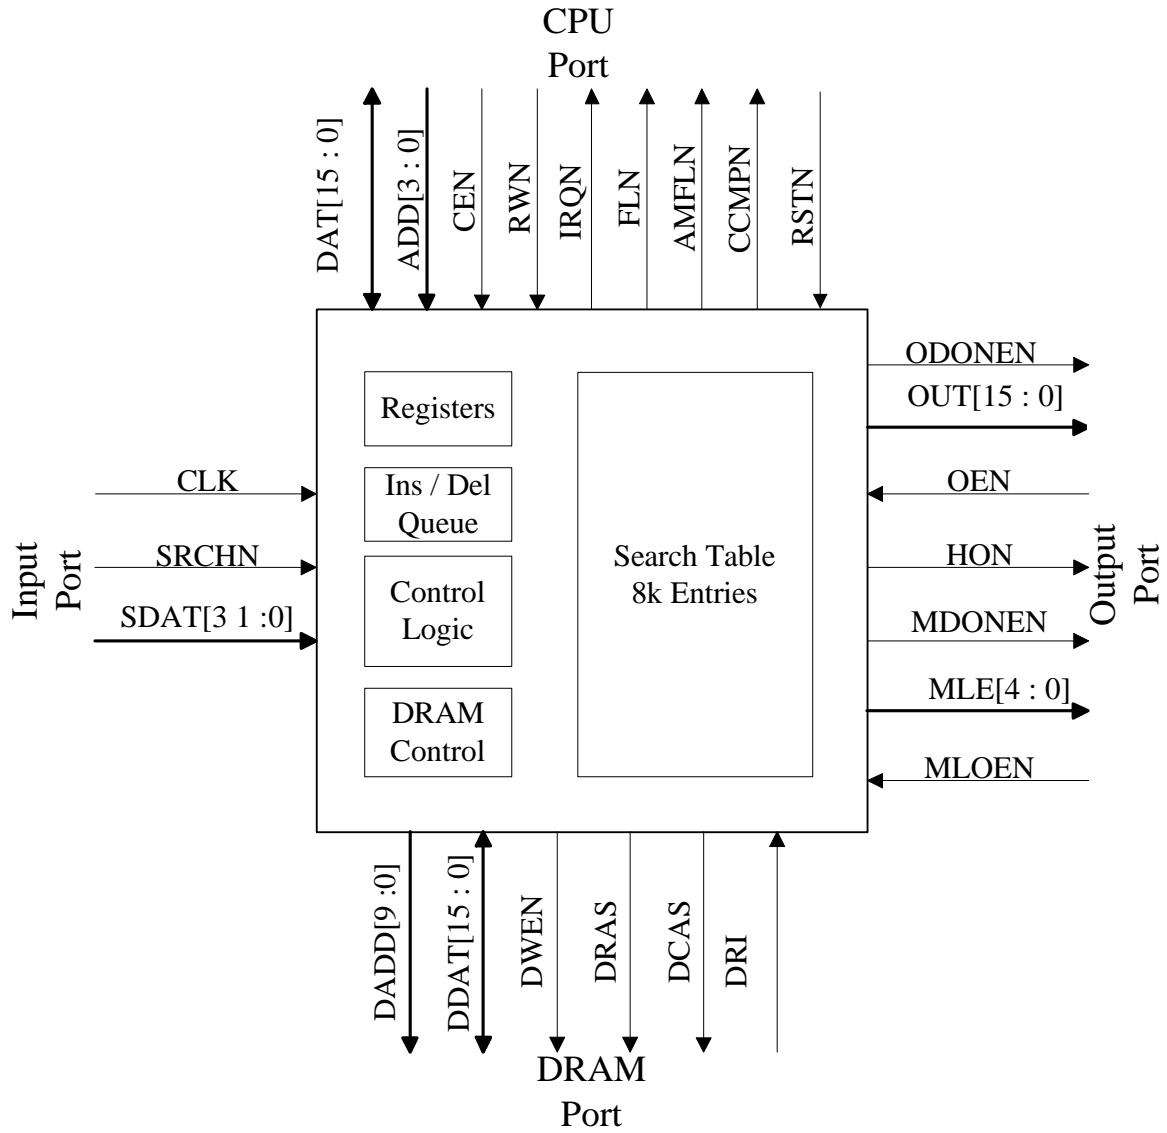 CPU
Port
DAT[15 : 0]
ADD[3 : 0]
CEN
RWN
IRQN
FLN
AMFLN
CCMPN
RSTN
Input
Port
CLK
SRCHN
SDAT[3 1 :0]
Registers
Ins / Del
Queue
Control
Logic
DRAM
Control
Search Table
8k Entries
ODONEN
OUT[15 : 0]
OEN
HON
MDONEN
MLE[4 : 0]
MLOEN
Output
Port
DADD[9 :0]
DDAT[15 : 0]
DWEN
DRAS
DCAS
DRI
DRAM
Port